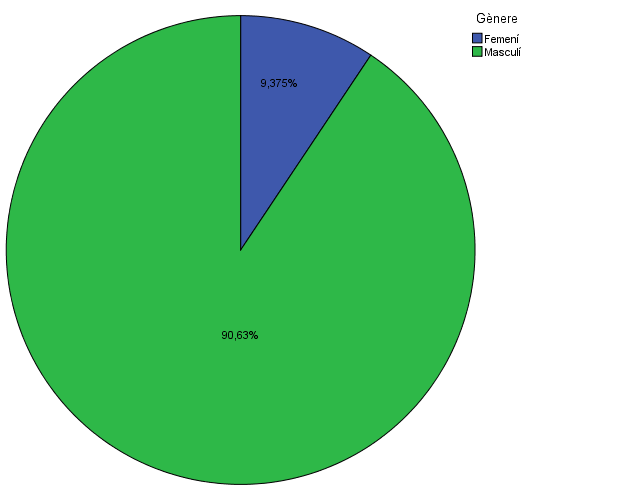 Gènere
Femení
Masculí
9,375%
90,63%